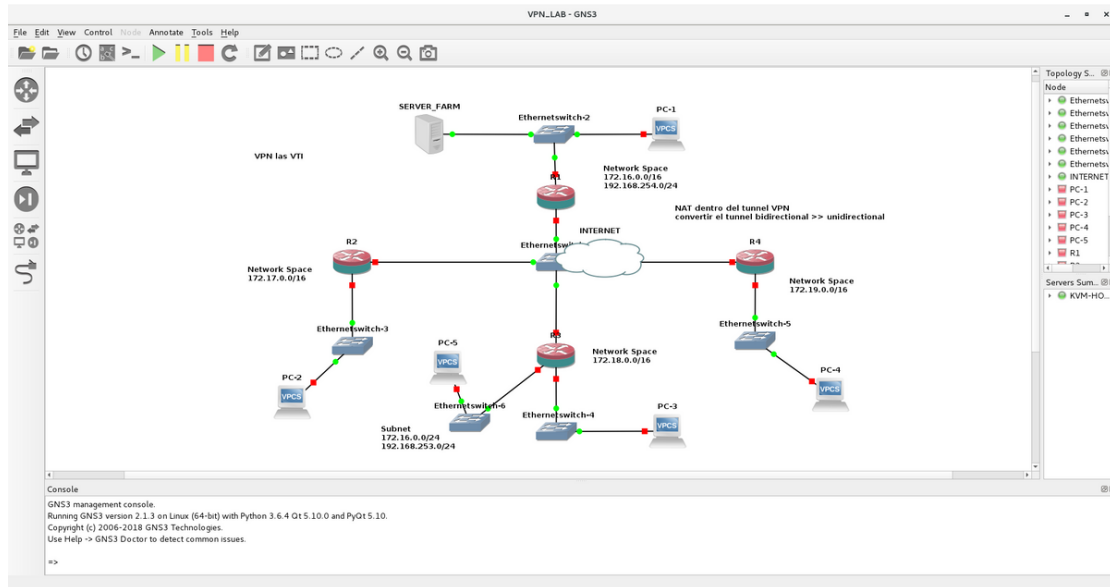 VPN_LAB - GNS3
File Edit View Control Node Annotate Tools Help
Topology S...
Node
Ethernetsw
Ethernetsw
Ethernetsw
Ethernetsw
Ethernetsw
Ethernetsw
INTERNET
PC-1
PC-2
PC-3
PC-4
PC-5
R1
Servers Sum...
KVM-HO...
SERVER_FARM
Ethernetswitch-2
PC-1
VPCS
VPN las VTI
Network Space
172.16.0.0/16
192.168.254.0/24
NAT dentro del tunnel VPN
convertir el tunnel bidirectional >> unidirectional
INTERNET
R2
R4
Network Space
172.17.0.0/16
Network Space
172.19.0.0/16
Ethernetswitch-3
Ethernetswitch-5
PC-5
VPCS
Network Space
172.18.0.0/16
PC-2
VPCS
PC-4
VPCS
Ethernetswitch-6
Ethernetswitch-4
PC-3
VPCS
Subnet
172.16.0.0/24
192.168.253.0/24
Console
GNS3 management console.
Running GNS3 version 2.1.3 on Linux (64-bit) with Python 3.6.4 Qt 5.10.0 and PyQt 5.10.
Copyright (c) 2006-2018 GNS3 Technologies.
Use Help -> GNS3 Doctor to detect common issues.
=>